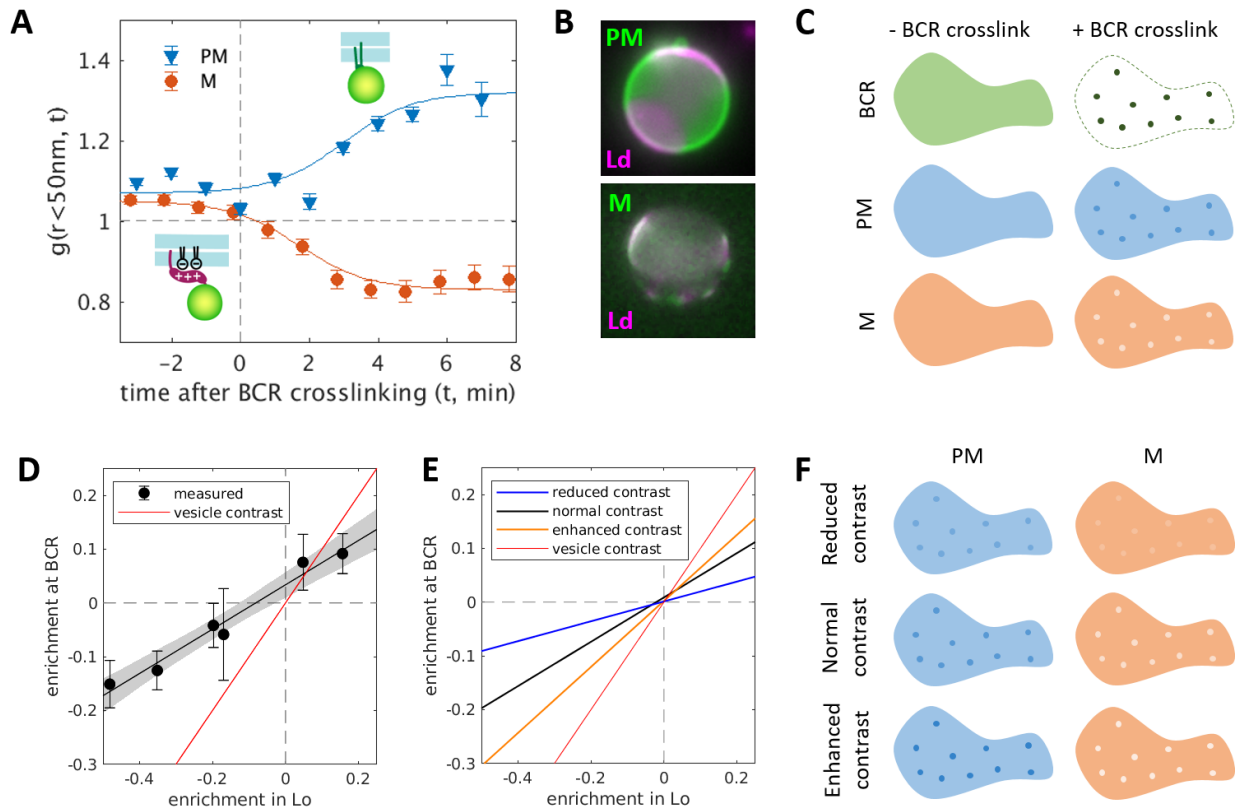 A
g(r<50nm, t)
1.4
1.2
1
0.8
PM
M
−2
0
2
4
6
8
time after BCR crosslinking (t, min)
B
PM
Ld
M
Ld
C
- BCR crosslink
+ BCR crosslink
BCR
PM
M
D
enrichment at BCR
0.2
0.1
0
-0.1
-0.2
-0.3
measured
vesicle contrast
-0.4
-0.2
0
0.2
enrichment in Lo
E
enrichment at BCR
0.2
0.1
0
-0.1
-0.2
-0.3
reduced contrast
normal contrast
enhanced contrast
vesicle contrast
-0.4
-0.2
0
0.2
enrichment in Lo
F
PM
M
Reduced
contrast
Normal
contrast
Enhanced
contrast